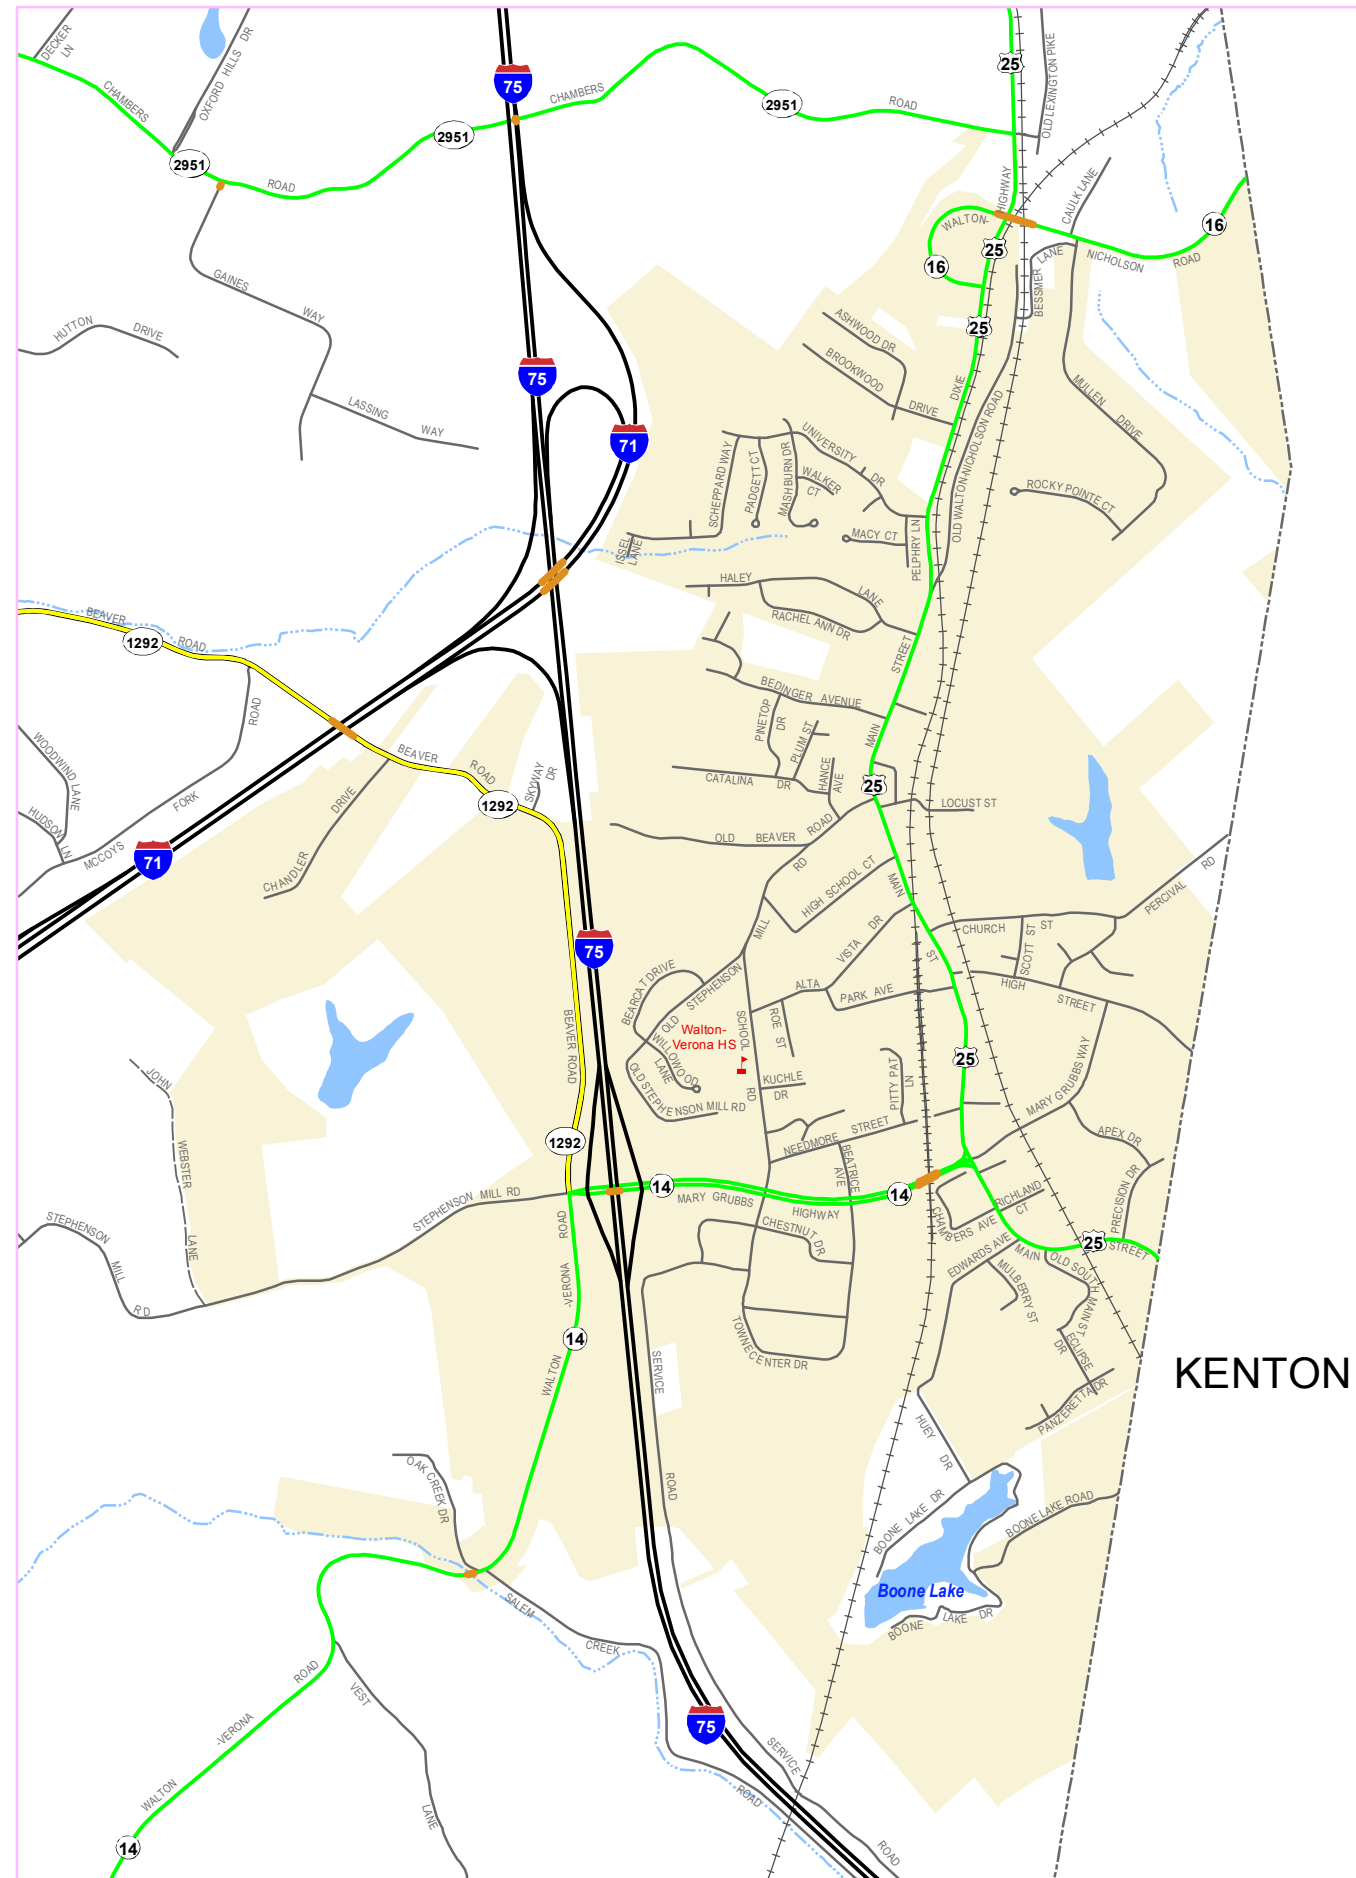 DECKER
LN
OXFORD HILLS DR
CHAMBERS
2951
ROAD
2951
75
CHAMBERS
2951
ROAD
25
OLD LEXINGTON PIKE
HIGHWAY
CAULK LANE
WALTON-
25
16
16
NICHOLSON
ROAD
BESSMER
LANE
GAINES
WAY
HUTTON
DRIVE
LASSING
WAY
75
71
25
ASHWOOD DR
BROOKWOOD
DRIVE
DIXIE
OLD WALTON-NICHOLSON ROAD
MULLEN
DRIVE
ROCKY POINTE CT
UNIVERSITY
DR
SCHEPPARD WAY
PADGETT CT
MASHBURN DR
WALKER
CT
MACY CT
PELPHRY LN
ISSEL
LANE
HALEY
LANE
RACHEL ANN DR
STREET
BEAVER
1292
ROAD
ROAD
BEDINGER AVENUE
PINETOP
DR
PLUM ST
MAIN
HANCE
AVE
CATALINA
DR
25
LOCUST ST
OLD BEAVER ROAD
WOODWIND LANE
HUDSON LN
MCCOYS
FORK
71
BEAVER
ROAD
1292
SKYWAY
DR
CHANDLER
DRIVE
RD
HIGH SCHOOL CT
MAIN
MILL
VISTA DR
ST
CHURCH
ST
SCOTT ST
PERCIVAL
RD
HIGH
STREET
75
BEARCAT DRIVE
OLD STEPHENSON
ALTA
PARK AVE
Walton-
Verona HS
SCHOOL
ROE ST
RD
WILLOWOOD
LANE
OLD STEPHENSON MILL RD
KUCHLE
DR
PITTY PAT
LN
25
MARY GRUBBS WAY
APEX DR
PRECISION DR
NEEDMORE
STREET
BEATRICE
AVE
BEAVER ROAD
1292
JOHN
WEBSTER
LANE
STEPHENSON MILL RD
STEPHENSON
MILL
RD
14
MARY GRUBBS
HIGHWAY
14
CHAMBERS AVE
RICHLAND
CT
CHESTNUT DR
EDWARDS AVE
MAIN
25
STREET
MULBERRY ST
OLD SOUTH MAIN ST
ECLIPSE
DR
PANZERETTA DR
ROAD
-VERONA
14
WALTON
TOWNECENTER DR
SERVICE
ROAD
KENTON
HUEY
DR
BOONE LAKE DR
BOONE LAKE ROAD
Boone Lake
BOONE LAKE DR
OAK CREEK DR
SALEM
CREEK
ROAD
VEST
LANE
ROAD
-VERONA
WALTON
14
75
SERVICE
ROAD